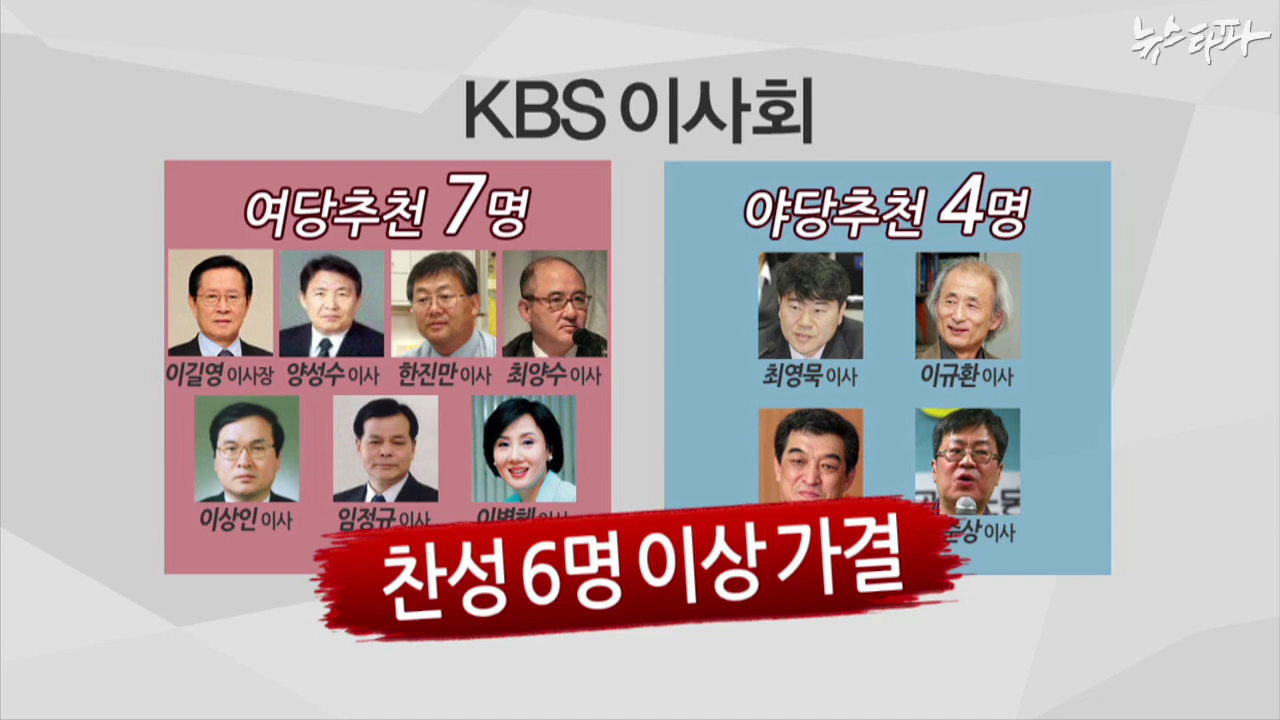 뉴스타파
KBS 이사회
여당추천 7명
야당추천 4명
이길영 이사장 양성수 이사 한진만 이사 최양수 이사
최영묵 이사 이규환 이사
이상인 이사 임정규 이사
상 이사
찬성 6명 이상 가결